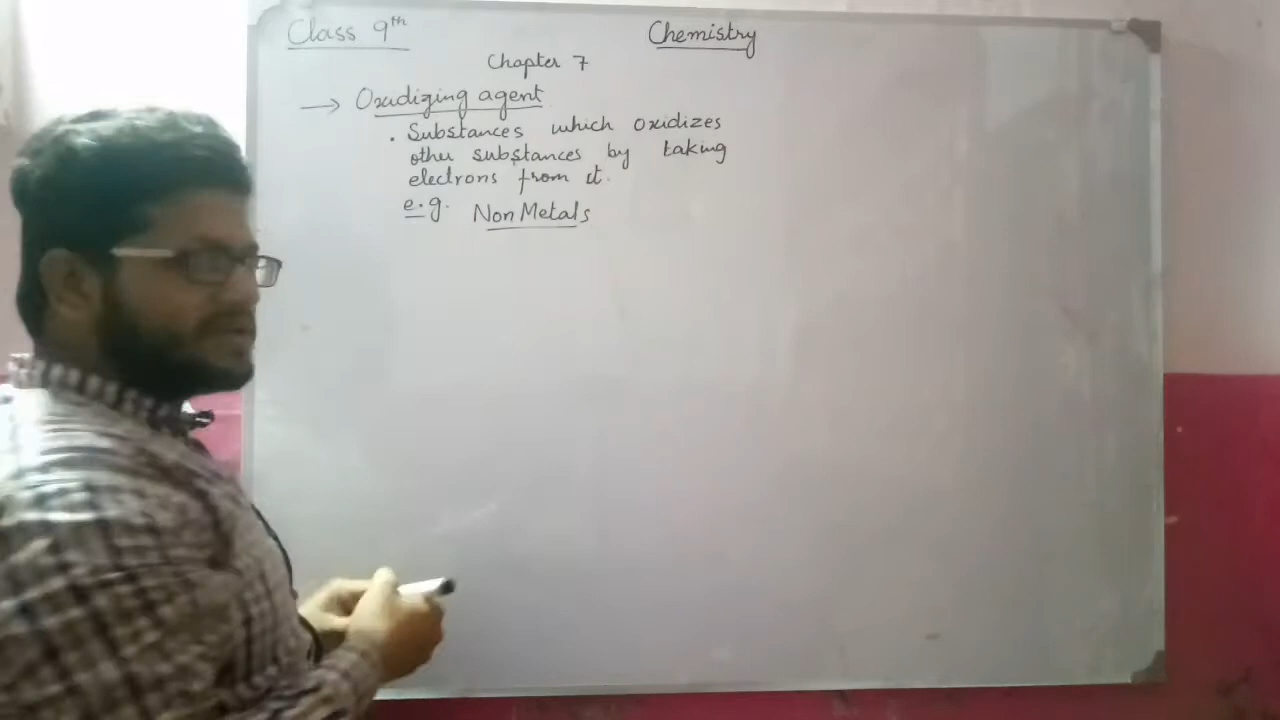 Class 9th
Chemistry
Chapter 7
→ Oxidizing agent
. Substances which oxidizes
other substances by taking
electrons from it.
e.g. Non Metals